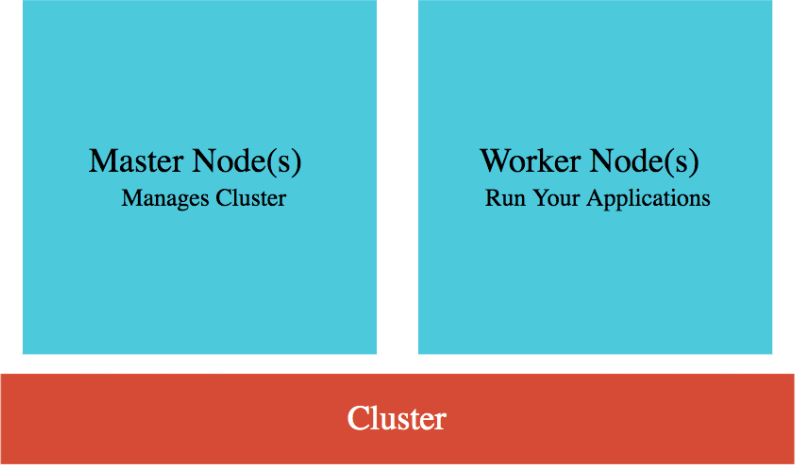 Master Node(s)
Manages Cluster
Worker Node(s)
Run Your Applications
Cluster